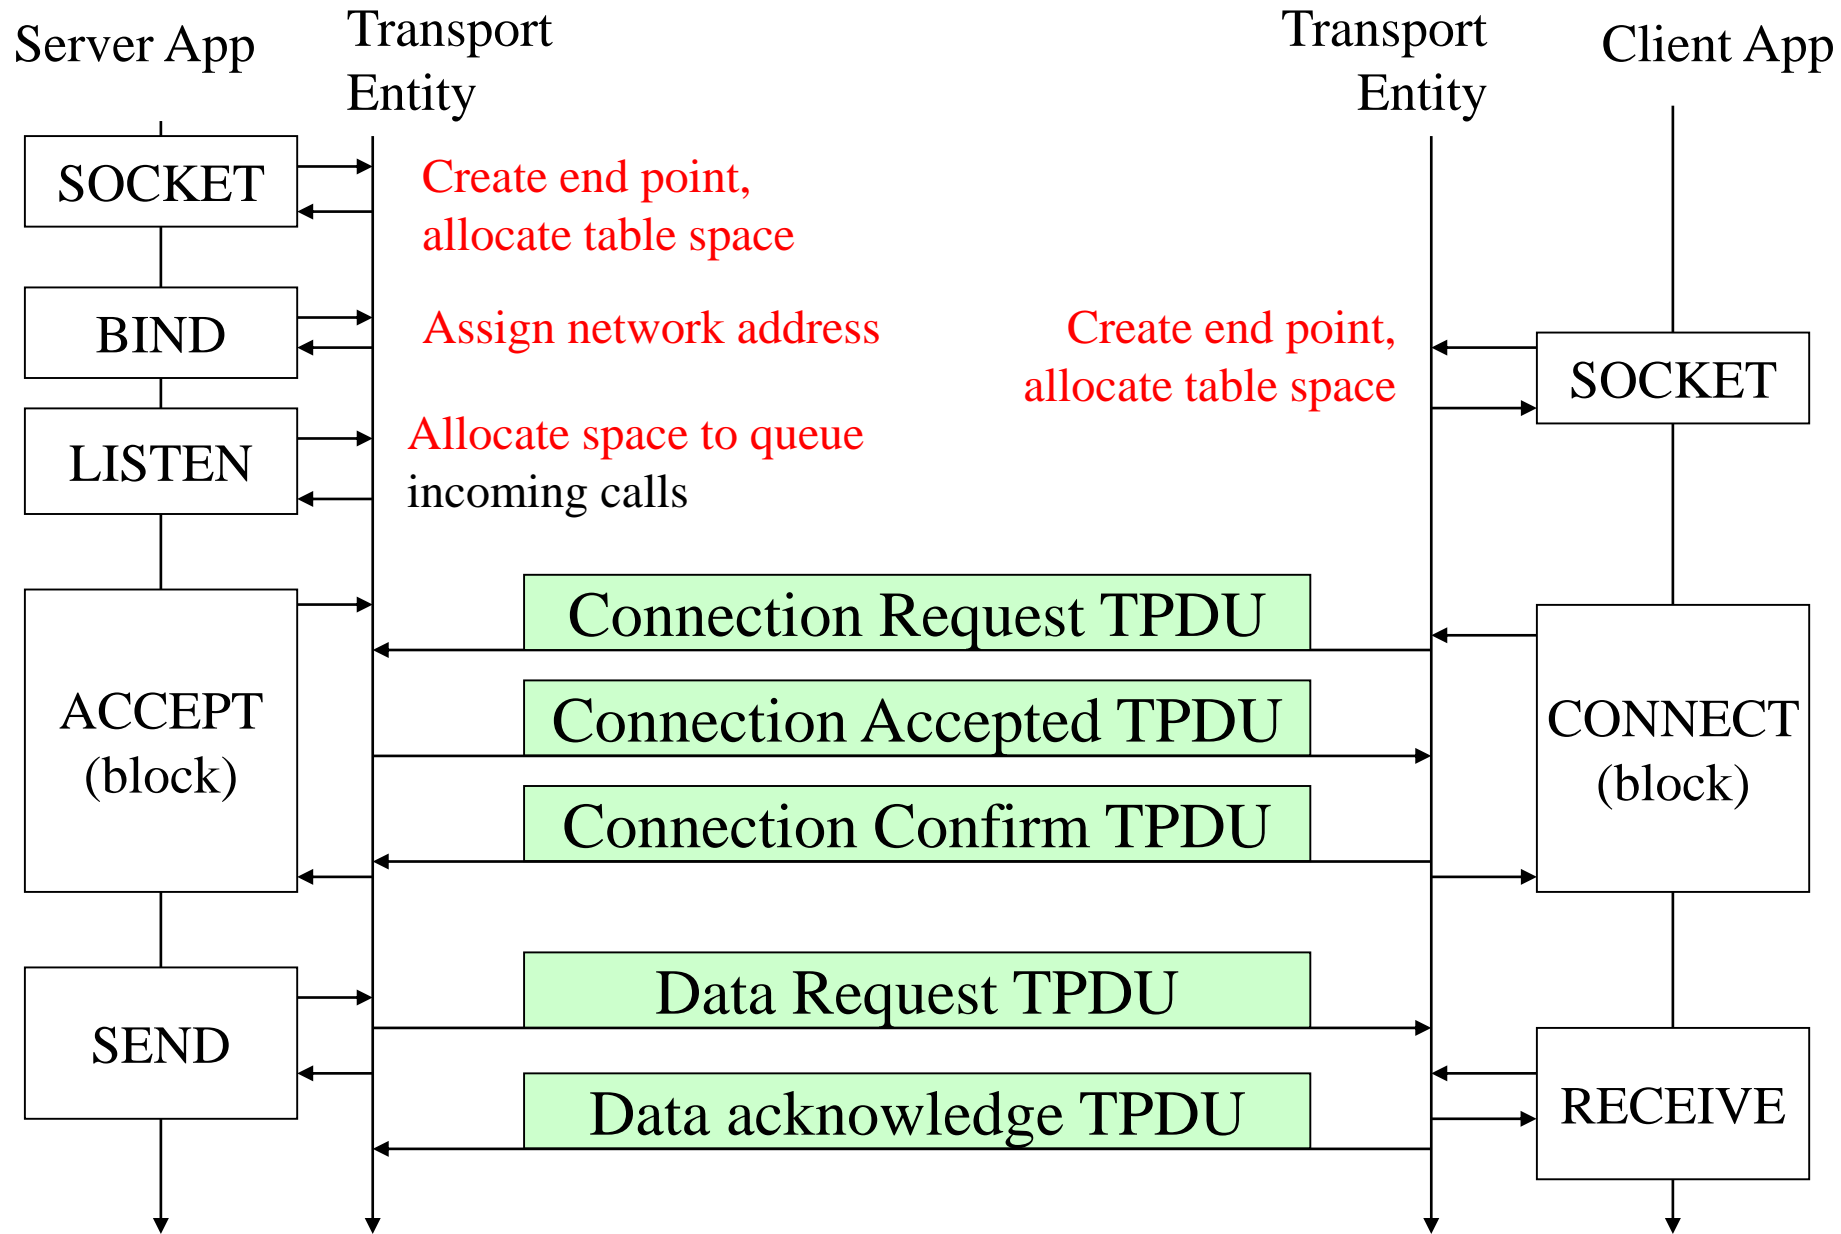 Server App
Transport
Entity
Transport
Entity
Client App
SOCKET
Create end point,
allocate table space
BIND
Assign network address
Create end point,
allocate table space
SOCKET
LISTEN
Allocate space to queue
incoming calls
ACCEPT
(block)
Connection Request TPDU
Connection Accepted TPDU
Connection Confirm TPDU
CONNECT
(block)
SEND
Data Request TPDU
Data acknowledge TPDU
RECEIVE